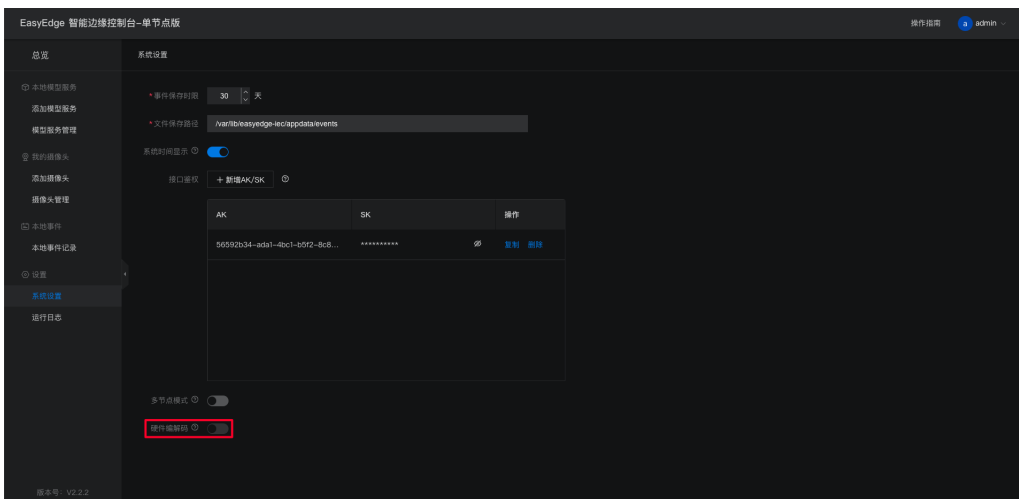 EasyEdge 智能边缘控制台-单节点版
操作指南 a admin
总览
系统设置
本地模型服务
添加模型服务
模型服务管理
我的摄像头
添加摄像头
摄像头管理
本地事件
本地事件记录
设置
系统设置
运行日志
版本号: V2.2.2
*事件保存时限 30 天
*文件保存路径 /var/lib/easyedge-iec/appdata/events
系统时间显示
接口鉴权 + 新增AK/SK
AK SK 操作
56592b34-ada1-4bc1-b5f2-8c8... ********** 复制 删除
多节点模式
硬件编解码